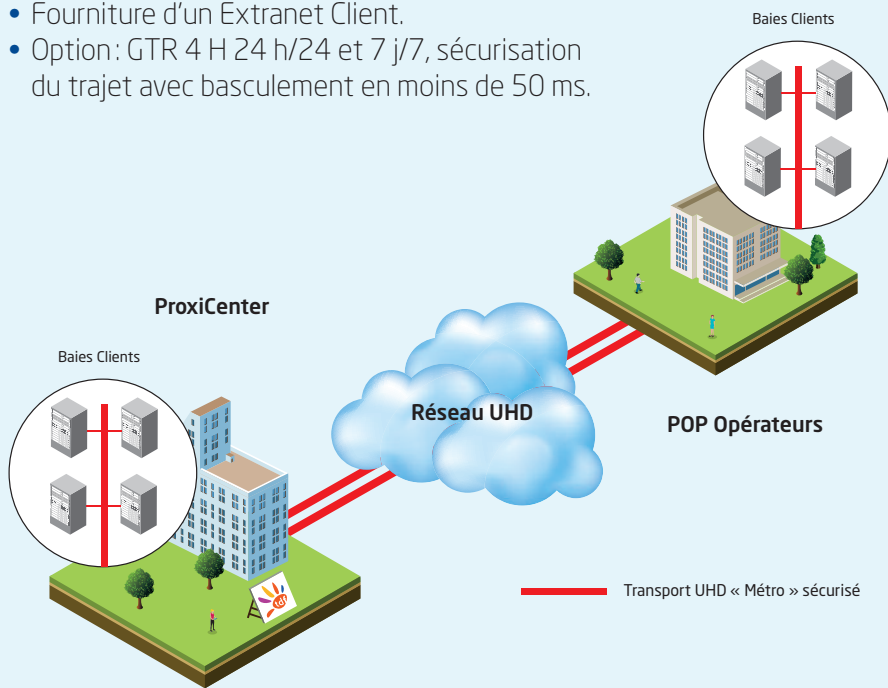 • Fourniture d'un Extranet Client.
• Option : GTR 4 H 24 h/24 et 7 j/7, sécurisation
du trajet avec basculement en moins de 50 ms.
Baies Clients
ProxiCenter
Baies Clients
Réseau UHD
POP Opérateurs
tdf
Transport UHD « Métro » sécurisé